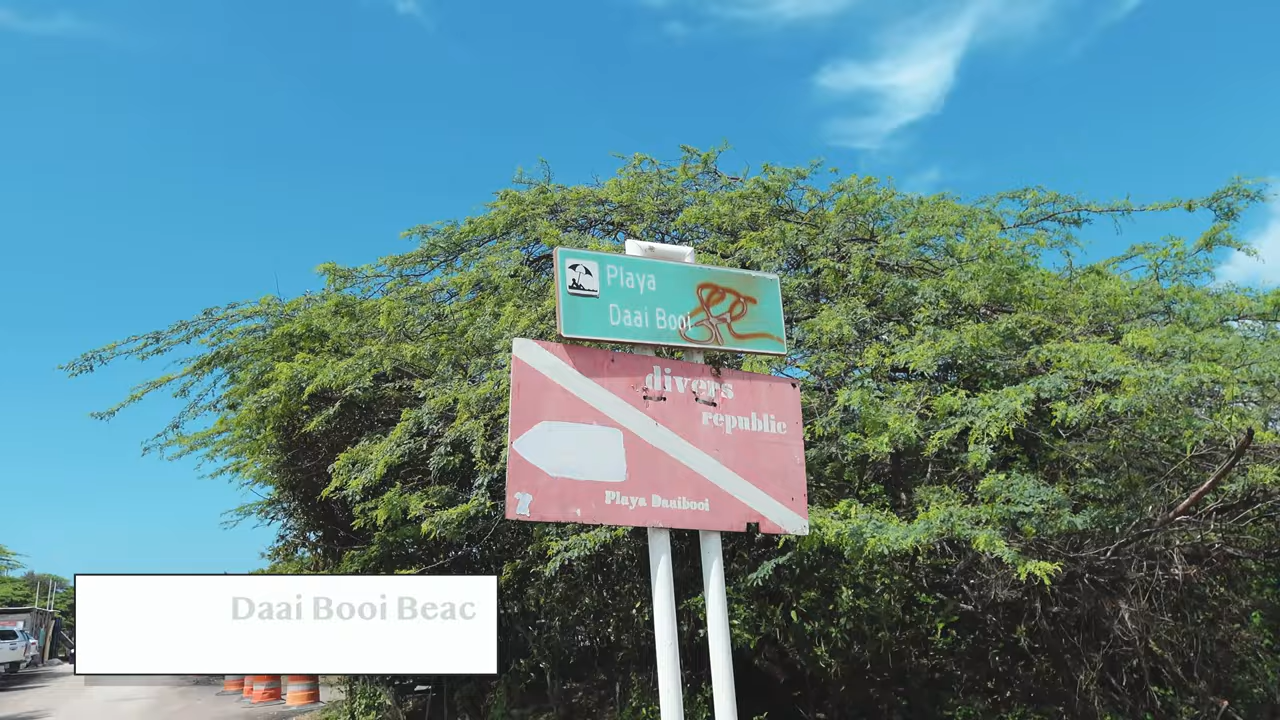 Playa
Daai Booi
divers
republic
Playa Daaibooi
Daai Booi Beac